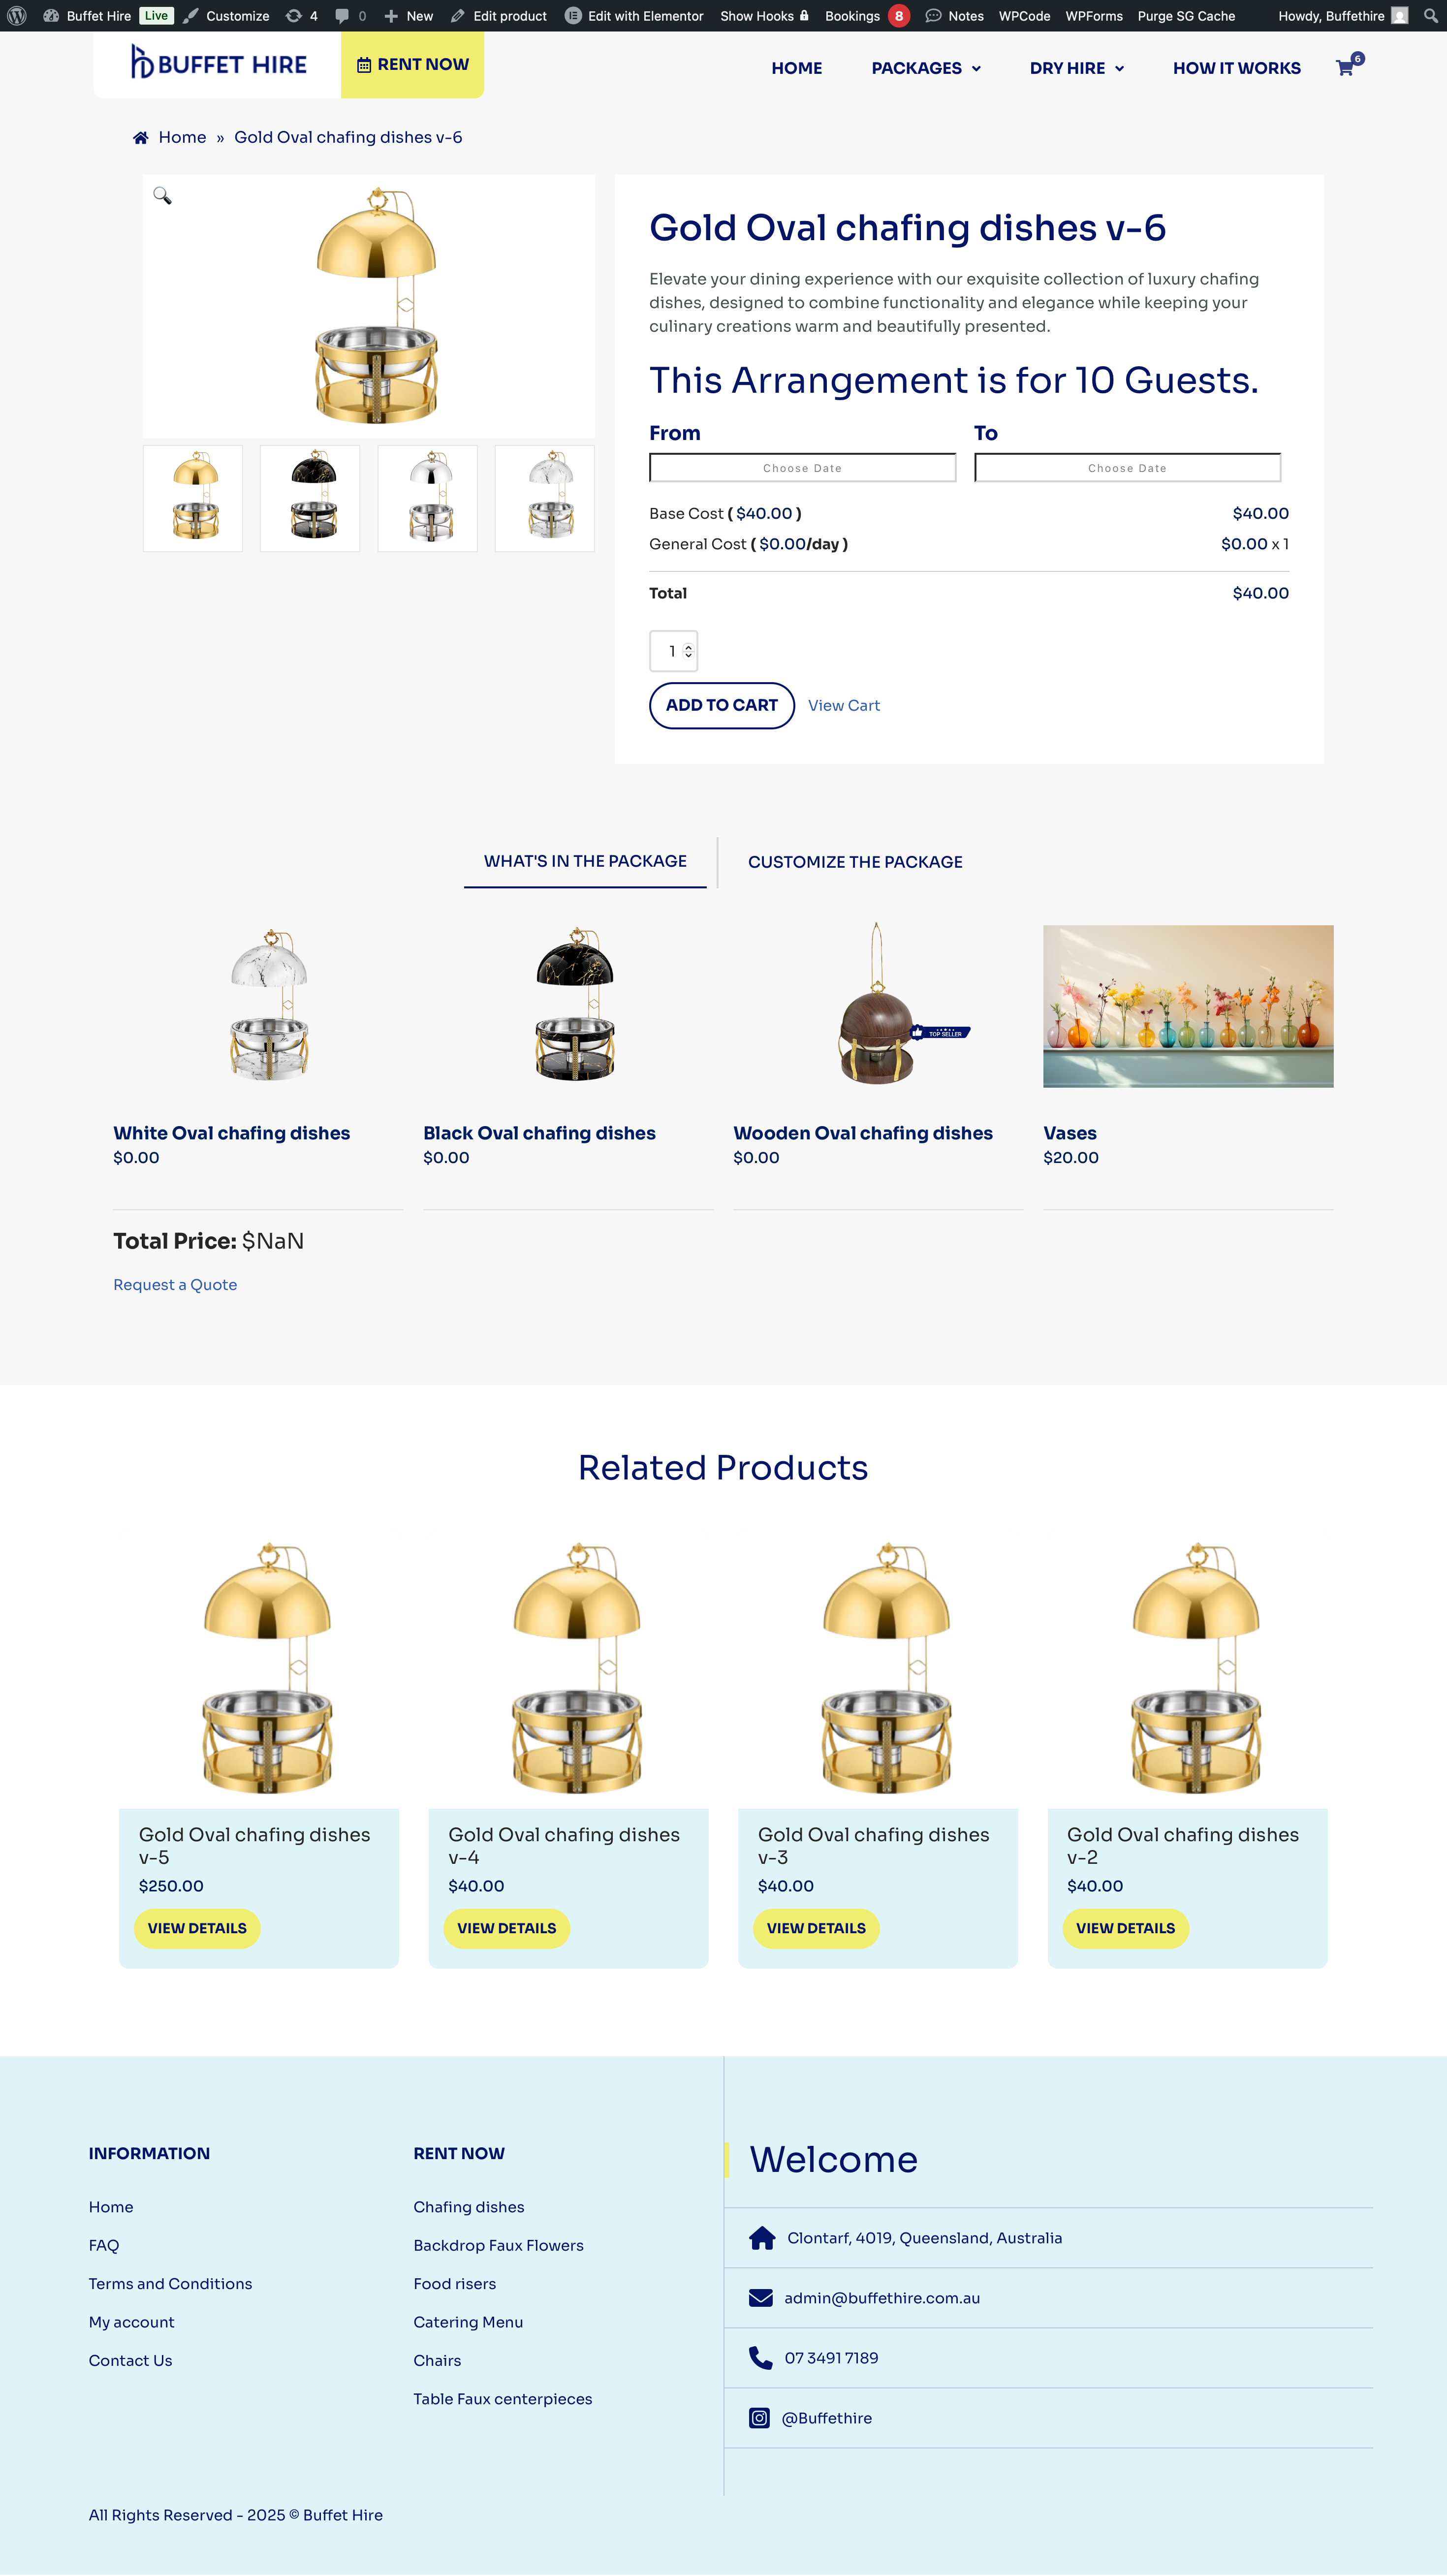 Buffet Hire Live Customize 4 0 New Edit product Edit with Elementor Show Hooks Bookings 8 Notes WPCode WPForms Purge SG Cache Howdy, Buffethire
BUFFET HIRE RENT NOW HOME PACKAGES DRY HIRE HOW IT WORKS 6
Home » Gold Oval chafing dishes v-6
Gold Oval chafing dishes v-6
Elevate your dining experience with our exquisite collection of luxury chafing
dishes, designed to combine functionality and elegance while keeping your
culinary creations warm and beautifully presented.
This Arrangement is for 10 Guests.
From To
Choose Date Choose Date
Base Cost ( $40.00 ) $40.00
General Cost ( $0.00/day ) $0.00 x 1
Total $40.00
1
ADD TO CART View Cart
WHAT'S IN THE PACKAGE CUSTOMIZE THE PACKAGE
TOP SELLER
White Oval chafing dishes Black Oval chafing dishes Wooden Oval chafing dishes Vases
$0.00 $0.00 $0.00 $20.00
Total Price: $NaN
Request a Quote
Related Products
Gold Oval chafing dishes Gold Oval chafing dishes Gold Oval chafing dishes Gold Oval chafing dishes
v-5 v-4 v-3 v-2
$250.00 $40.00 $40.00 $40.00
VIEW DETAILS VIEW DETAILS VIEW DETAILS VIEW DETAILS
INFORMATION
Home
FAQ
Terms and Conditions
My account
Contact Us
RENT NOW
Chafing dishes
Backdrop Faux Flowers
Food risers
Catering Menu
Chairs
Table Faux centerpieces
Welcome
Clontarf, 4019, Queensland, Australia
admin@buffethire.com.au
07 3491 7189
@Buffethire
All Rights Reserved - 2025 © Buffet Hire